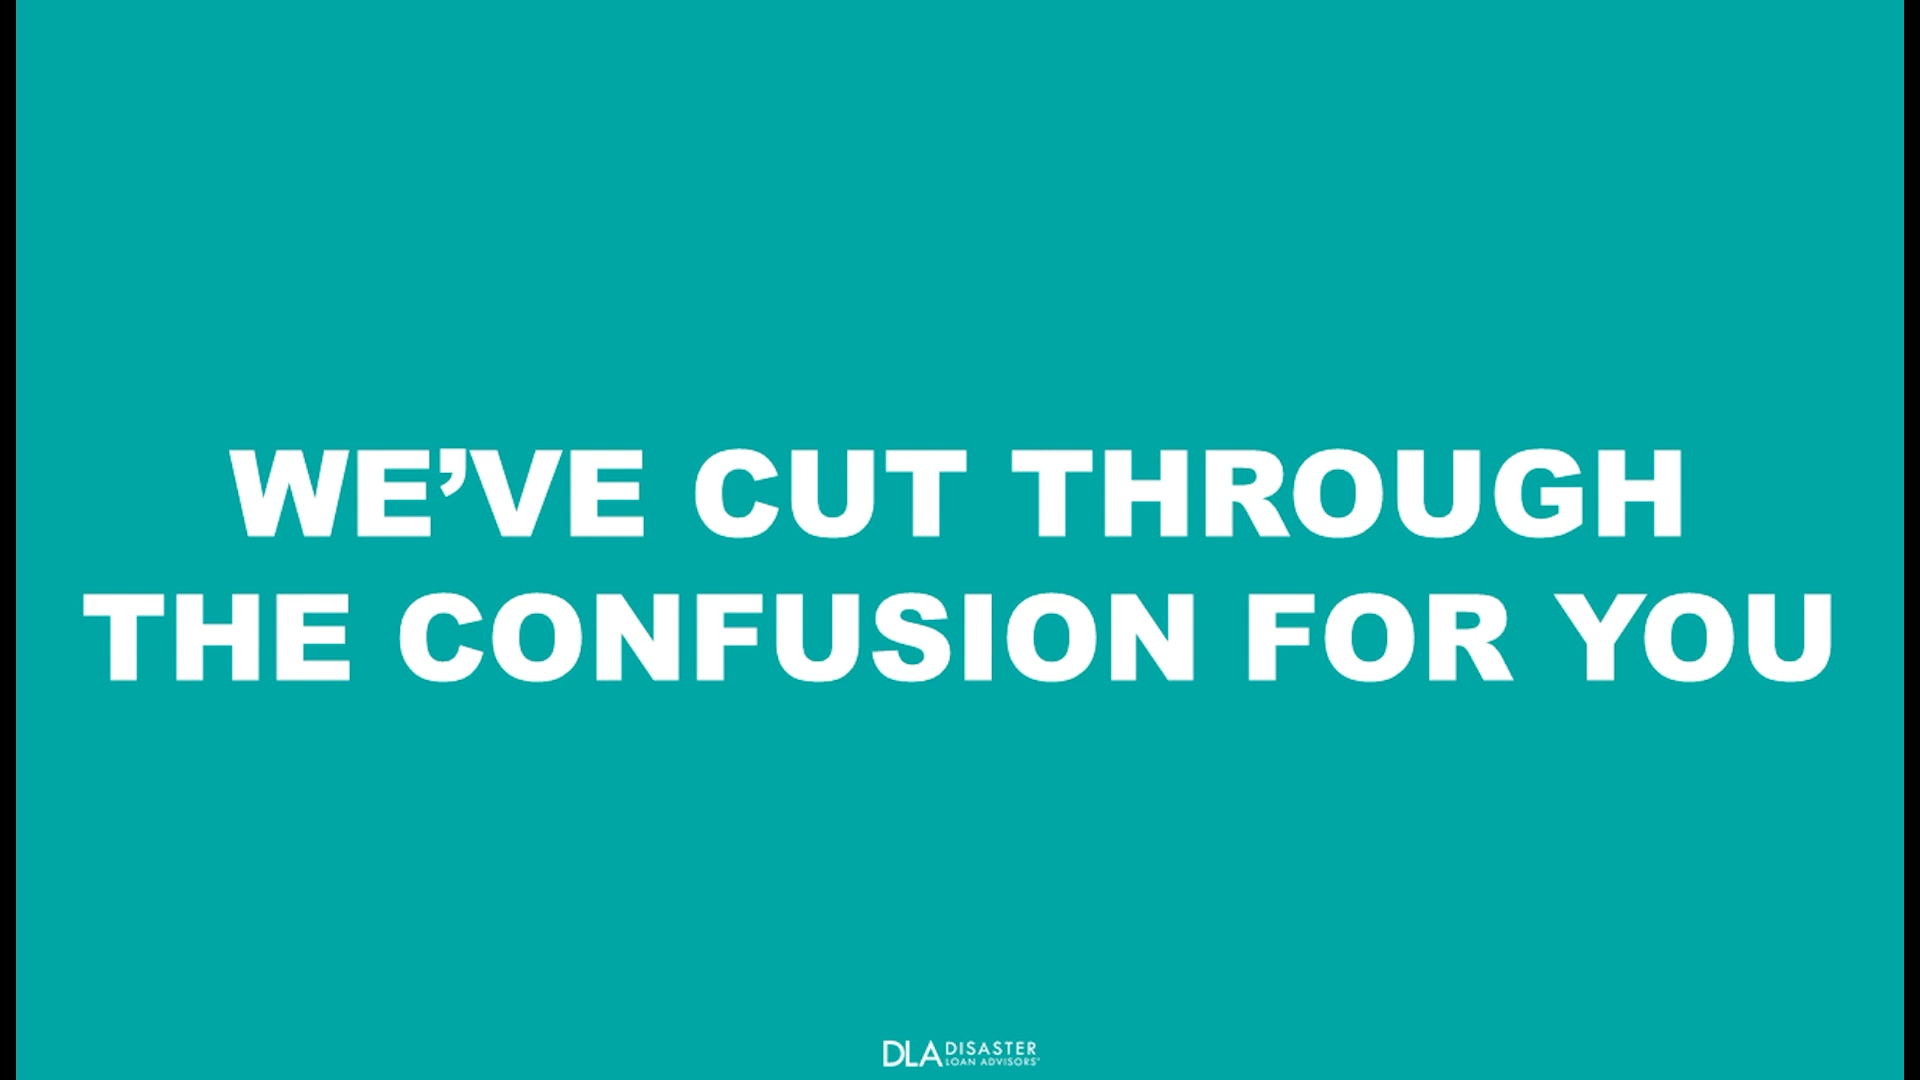 WE’VE CUT THROUGH
THE CONFUSION FOR YOU
DLA DISASTER
LOAN ADVISORS